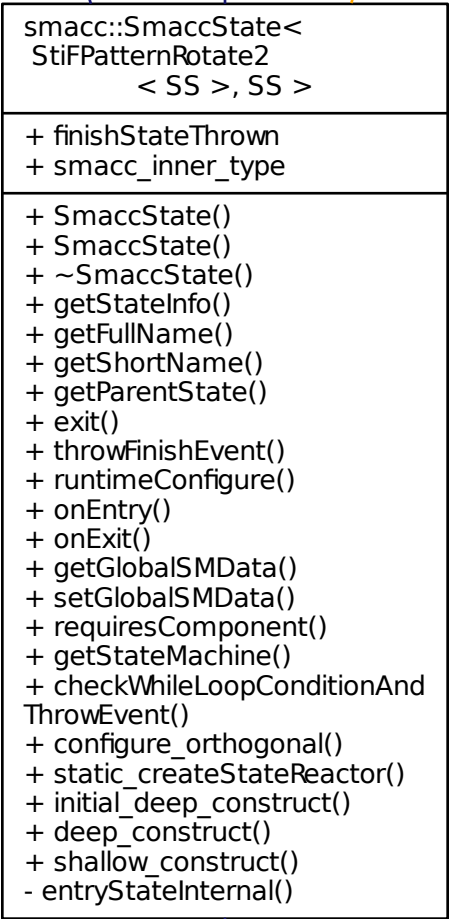 smacc::SmaccState<
StiFPatternRotate2
< SS >, SS >
+ finishStateThrown
+ smacc_inner_type
+ SmaccState()
+ SmaccState()
+ ~SmaccState()
+ getStateInfo()
+ getFullName()
+ getShortName()
+ getParentState()
+ exit()
+ throwFinishEvent()
+ runtimeConfigure()
+ onEntry()
+ onExit()
+ getGlobalSMData()
+ setGlobalSMData()
+ requiresComponent()
+ getStateMachine()
+ checkWhileLoopConditionAnd
ThrowEvent()
+ configure_orthogonal()
+ static_createStateReactor()
+ initial_deep_construct()
+ deep_construct()
+ shallow_construct()
- entryStateInternal()